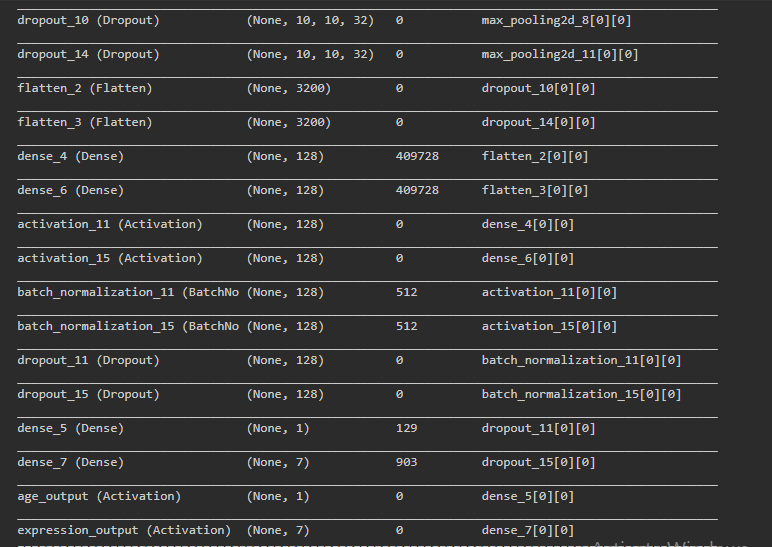 dropout_10 (Dropout) (None, 10, 10, 32) 0 max_pooling2d_8[0][0]
dropout_14 (Dropout) (None, 10, 10, 32) 0 max_pooling2d_11[0][0]
flatten_2 (Flatten) (None, 3200) 0 dropout_10[0][0]
flatten_3 (Flatten) (None, 3200) 0 dropout_14[0][0]
dense_4 (Dense) (None, 128) 409728 flatten_2[0][0]
dense_6 (Dense) (None, 128) 409728 flatten_3[0][0]
activation_11 (Activation) (None, 128) 0 dense_4[0][0]
activation_15 (Activation) (None, 128) 0 dense_6[0][0]
batch_normalization_11 (BatchNo (None, 128) 512 activation_11[0][0]
batch_normalization_15 (BatchNo (None, 128) 512 activation_15[0][0]
dropout_11 (Dropout) (None, 128) 0 batch_normalization_11[0][0]
dropout_15 (Dropout) (None, 128) 0 batch_normalization_15[0][0]
dense_5 (Dense) (None, 1) 129 dropout_11[0][0]
dense_7 (Dense) (None, 7) 903 dropout_15[0][0]
age_output (Activation) (None, 1) 0 dense_5[0][0]
expression_output (Activation) (None, 7) 0 dense_7[0][0]